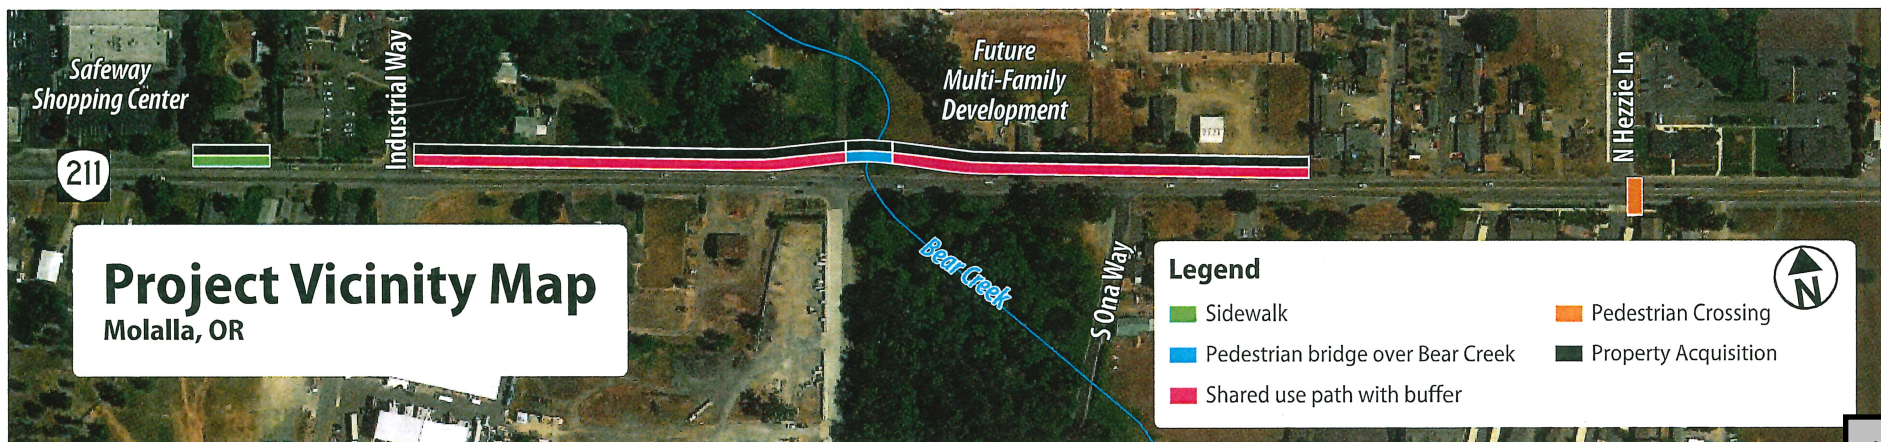 Safeway
Shopping Center
Industrial Way
Future
Multi-Family
Development
N Hezzie Ln
211
Bear Creek
S Ona Way
Project Vicinity Map
Molalla, OR
Legend
N
Sidewalk
Pedestrian bridge over Bear Creek
Shared use path with buffer
Pedestrian Crossing
Property Acquisition